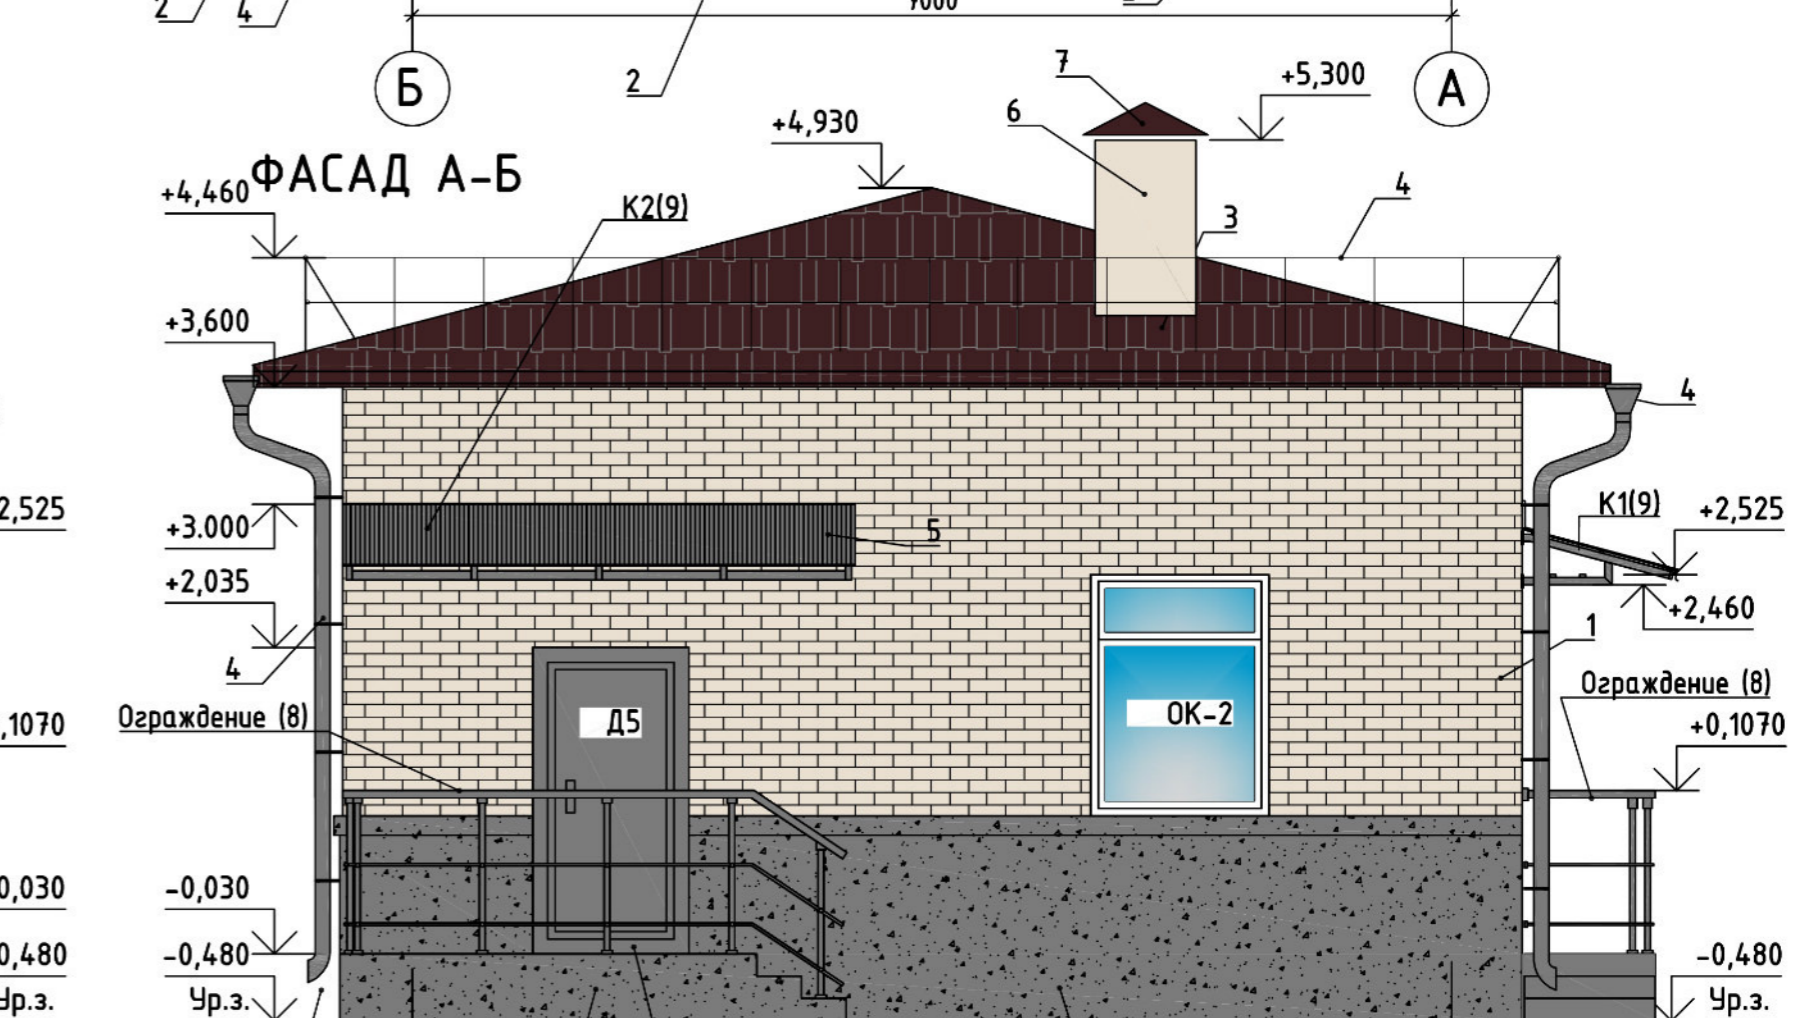 2
4
Б
2
7
+5,300
А
+4,930
6
ФАСАД А-Б
+4,460
К2(9)
4
3
+3,600
4
2,525
+3.000
5
К1(9)
+2,525
+2,035
+2,460
1
4
Ограждение (8)
Ограждение (8)
,1070
Д5
ОК-2
+0,1070
0,030
-0,030
0,480
-0,480
-0,480
Ур.з.
Ур.з.
Ур.з.